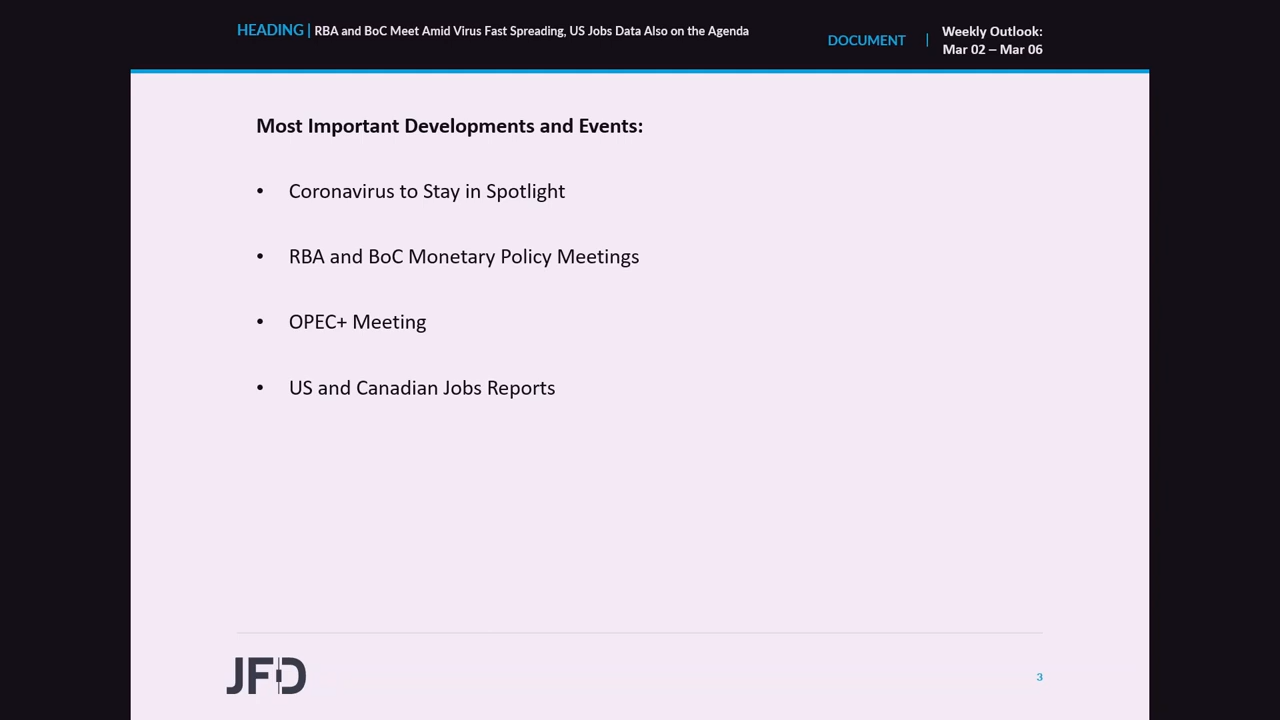 HEADING | RBA and BoC Meet Amid Virus Fast Spreading, US Jobs Data Also on the Agenda
DOCUMENT | Weekly Outlook:
Mar 02 – Mar 06
Most Important Developments and Events:
• Coronavirus to Stay in Spotlight
• RBA and BoC Monetary Policy Meetings
• OPEC+ Meeting
• US and Canadian Jobs Reports
JFD
3